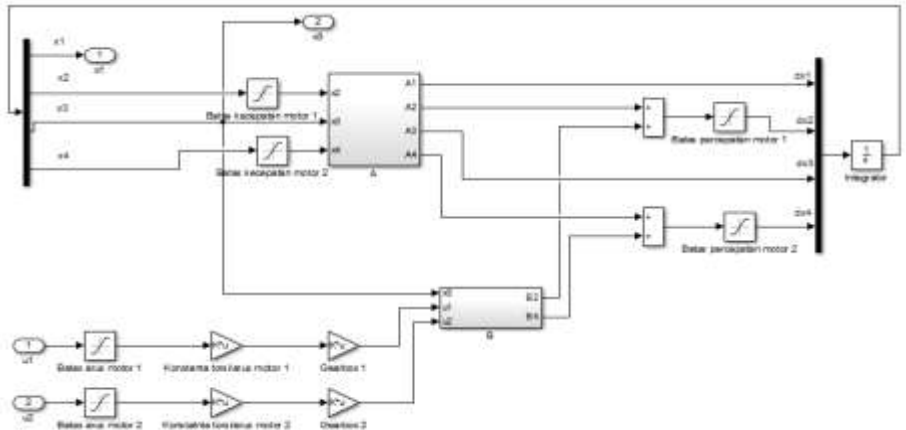 2
x3
x1
1
x1
x2
Batas kecepatan motor 1
x3
x4
Batas kecepatan motor 2
x2
x3
x4
A1
A2
A3
A4
A
Batas percepatan motor 1
Batas percepatan motor 2
dx1
dx2
dx3
dx4
1
s
Integrator
x3
u1
u2
B2
B4
B
1
u1
Batas arus motor 1
Konstanta torsi/arus motor 1
Gearbox 1
2
u2
Batas arus motor 2
Konstanta torsi/arus motor 2
Gearbox 2